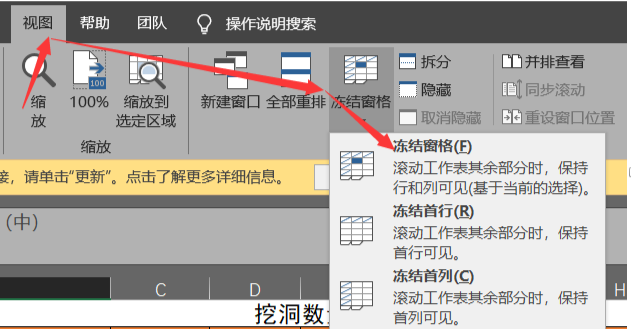 视图 帮助 团队 操作说明搜索
缩放 100% 缩放到选定区域 新建窗口 全部重排 冻结窗格 拆分 并排查看
隐藏 同步滚动
取消隐藏 重设窗口位置
缩放
冻结窗格(F)
滚动工作表其余部分时，保持
行和列可见(基于当前的选择)。
接，请单击“更新”。点击了解更多详细信息。
冻结首行(R)
滚动工作表其余部分时，保持
首行可见。
（中）
冻结首列(C)
滚动工作表其余部分时，保持
首列可见。
C D H
挖洞数